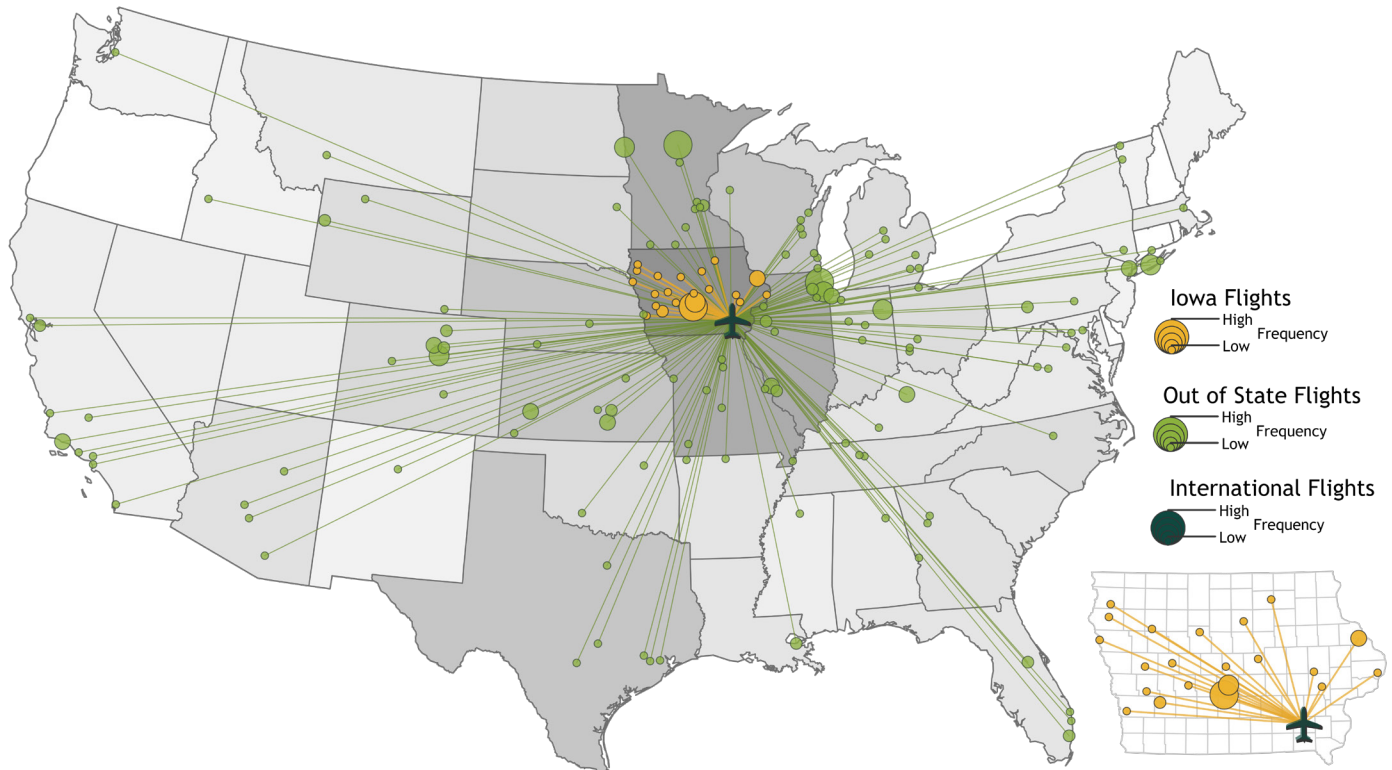 Iowa Flights
High
Frequency
Low
Out of State Flights
High
Frequency
Low
International Flights
High
Frequency
Low